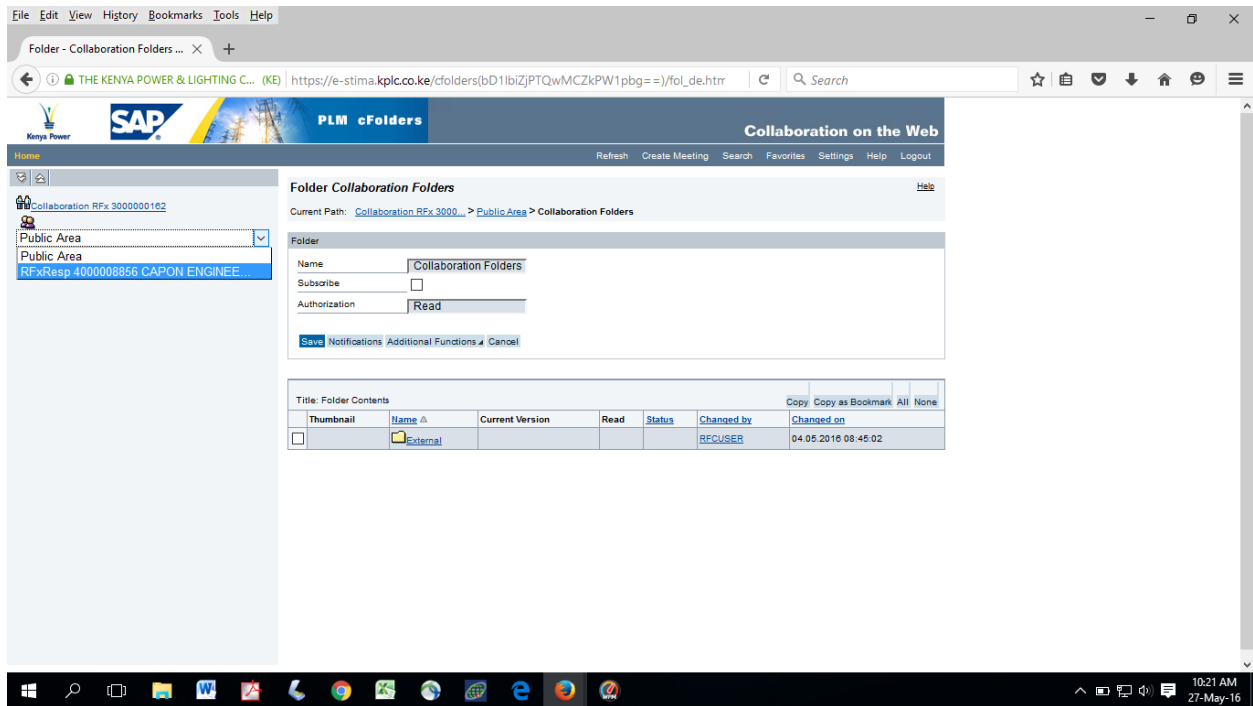 File Edit View History Bookmarks Tools Help
Folder - Collaboration Folders ...
THE KENYA POWER & LIGHTING C... (KE) https://e-stima.kplc.co.ke/cfolders(bD1lbiZjPTQwMCZkPW1pbg==)/fol_de.htm Search
Kenya Power SAP PLM cFolders Collaboration on the Web
Home Refresh Create Meeting Search Favorites Settings Help Logout
Collaboration RFx 3000000162
Public Area
Public Area
RFxResp 4000008856 CAPON ENGINEE...
Folder Collaboration Folders Help
Current Path: Collaboration RFx 3000... > Public Area > Collaboration Folders
Folder
Name Collaboration Folders
Subscribe
Authorization Read
Save Notifications Additional Functions Cancel
Title: Folder Contents Copy Copy as Bookmark All None
Thumbnail Name Current Version Read Status Changed by Changed on
External RFCUSER 04.05.2016 08:45:02
10:21 AM
27-May-16